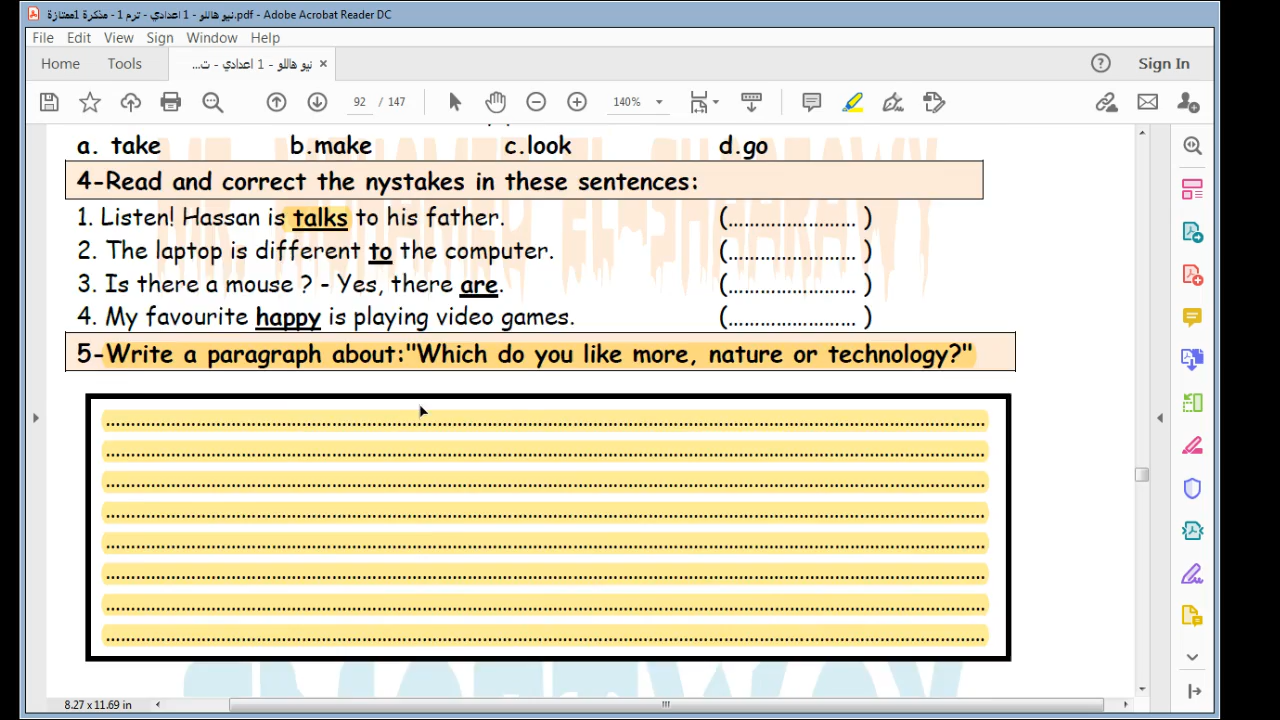 نيو هاللو - 1 اعدادي - ترم 1 - مذكرة 1ممتازة.pdf - Adobe Acrobat Reader DC
File Edit View Sign Window Help
Home Tools نيو هاللو - 1 اعدادي - ت... × Sign In
92 / 147 140%
a. take b.make c.look d.go
4-Read and correct the nystakes in these sentences:
1. Listen! Hassan is talks to his father. (........................ )
2. The laptop is different to the computer. (........................ )
3. Is there a mouse ? - Yes, there are. (........................ )
4. My favourite happy is playing video games. (........................ )
5-Write a paragraph about:"Which do you like more, nature or technology?"
8.27 x 11.69 in